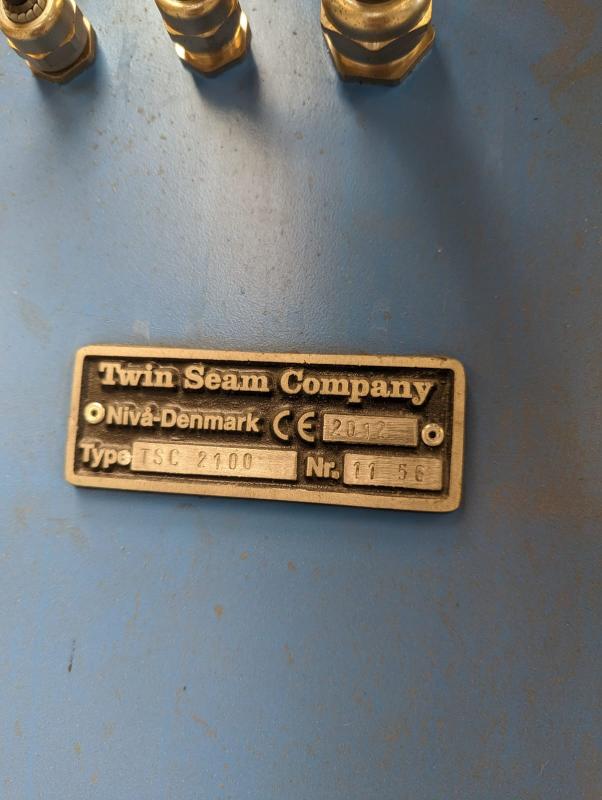 Twin Seam Company
Nivå-Denmark CE 2012
Type TSC 2100 Nr. 11 56